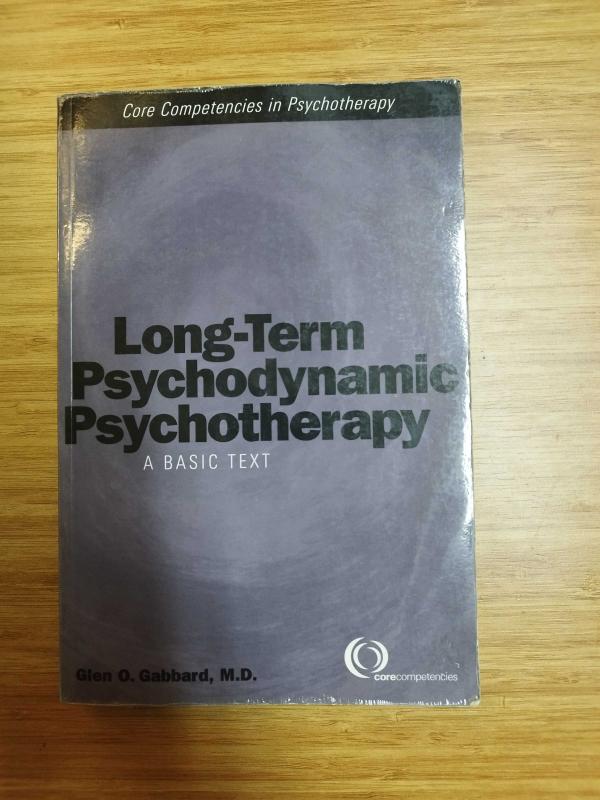 Core Competencies in Psychotherapy
Long-Term
Psychodynamic
Psychotherapy
A BASIC TEXT
Glen O. Gabbard, M.D.
corecompetencies